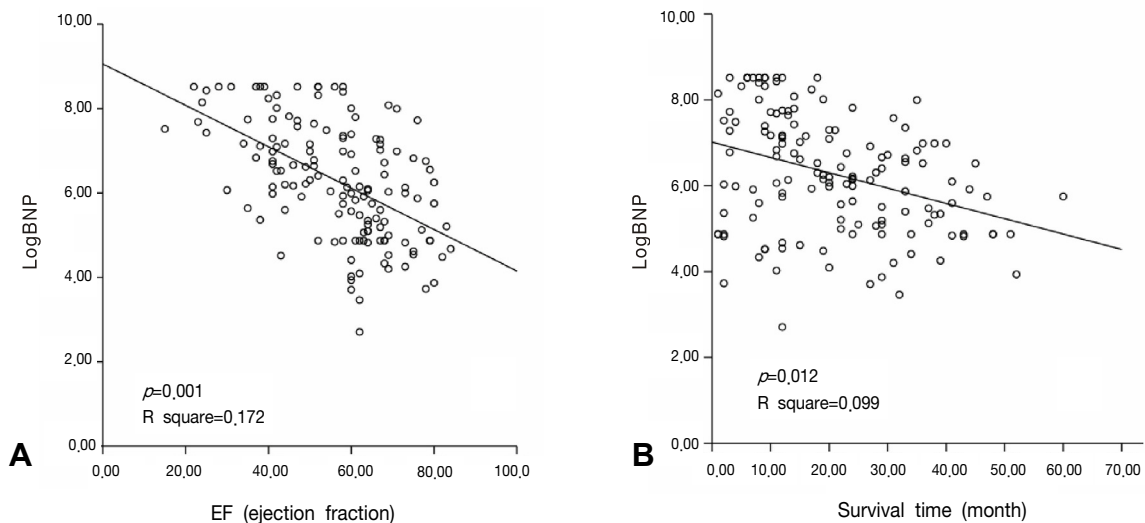 10.00
8.00
6.00
4.00
2.00
0.00
LogBNP
p=0.001
R square=0.172
A
0.00 20.00 40.00 60.00 80.00 100.0
EF (ejection fraction)
10.00
8.00
6.00
4.00
2.00
0.00
LogBNP
p=0.012
R square=0.099
B
0.00 10.00 20.00 30.00 40.00 50.00 60.00 70.00
Survival time (month)